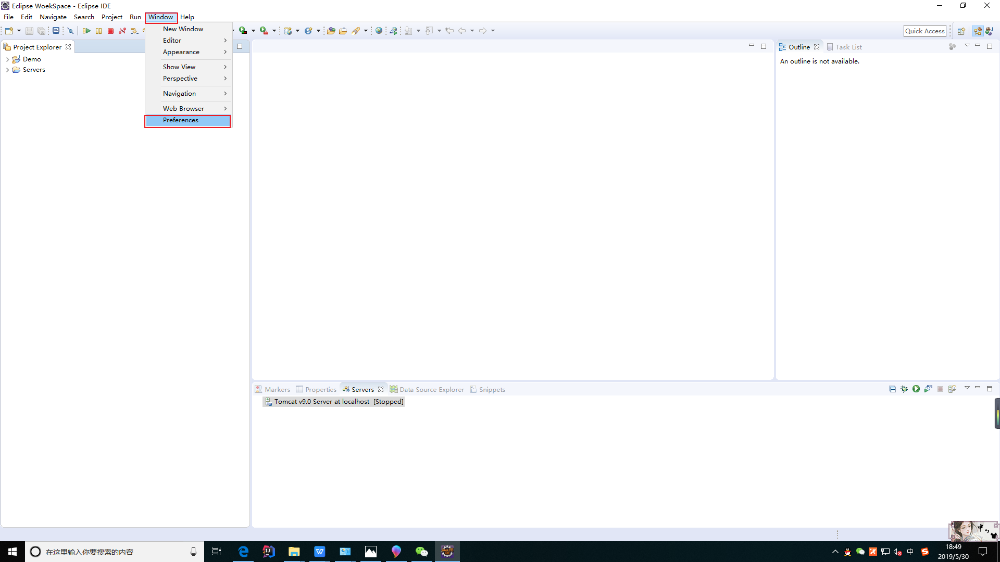 Eclipse WoekSpace - Eclipse IDE
File Edit Navigate Search Project Run Window Help
New Window
Editor
Appearance
Show View
Perspective
Navigation
Web Browser
Preferences
Quick Access
Project Explorer
Demo
Servers
Outline Task List
An outline is not available.
Markers Properties Servers Data Source Explorer Snippets
Tomcat v9.0 Server at localhost [Stopped]
在这里输入你要搜索的内容
中
中
18:49
2019/5/30